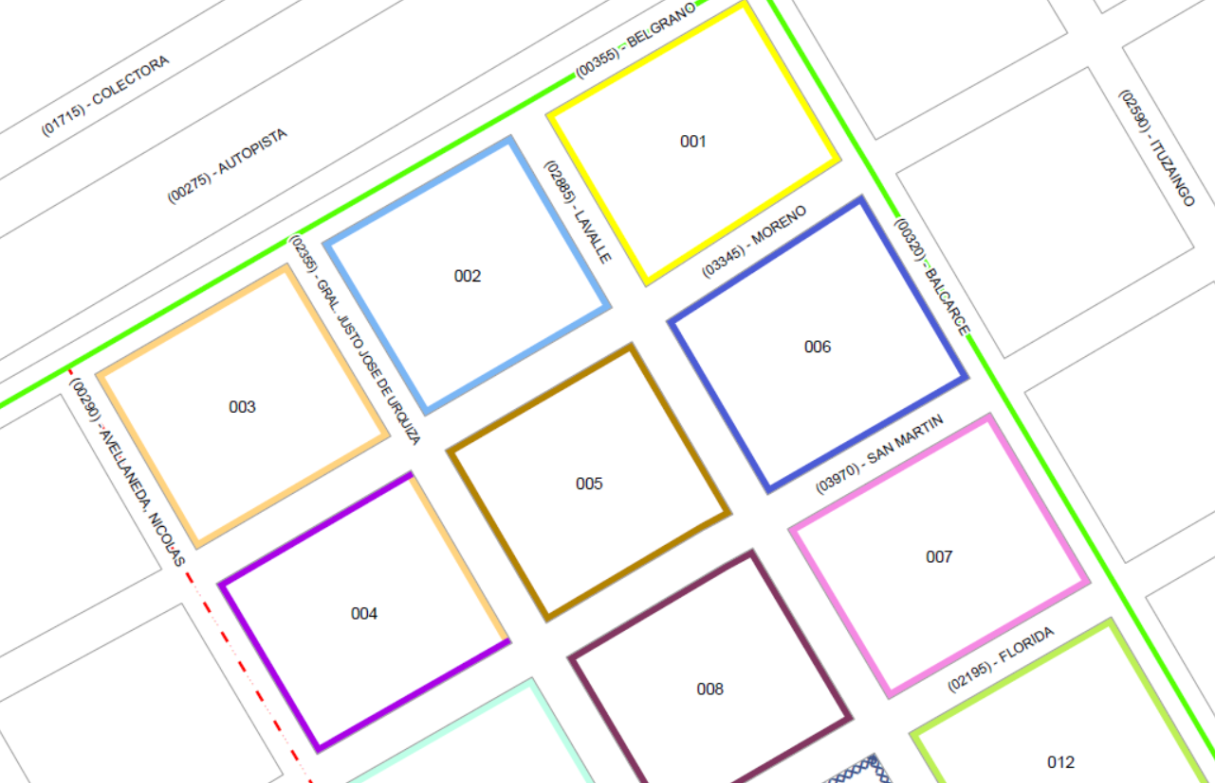 (00355) - BELGRANO
(01715) - COLECTORA
(00275) - AUTOPISTA
(02590) - ITUZAINGO
001
(02885) - LAVALLE
(03345) - MORENO
(02355) - GRAL. JUSTO JOSE DE URQUIZA
002
(00320) - BALCARCE
006
(00290) - AVELLANEDA, NICOLAS
003
005
(03970) - SAN MARTIN
007
004
(02195) - FLORIDA
008
012